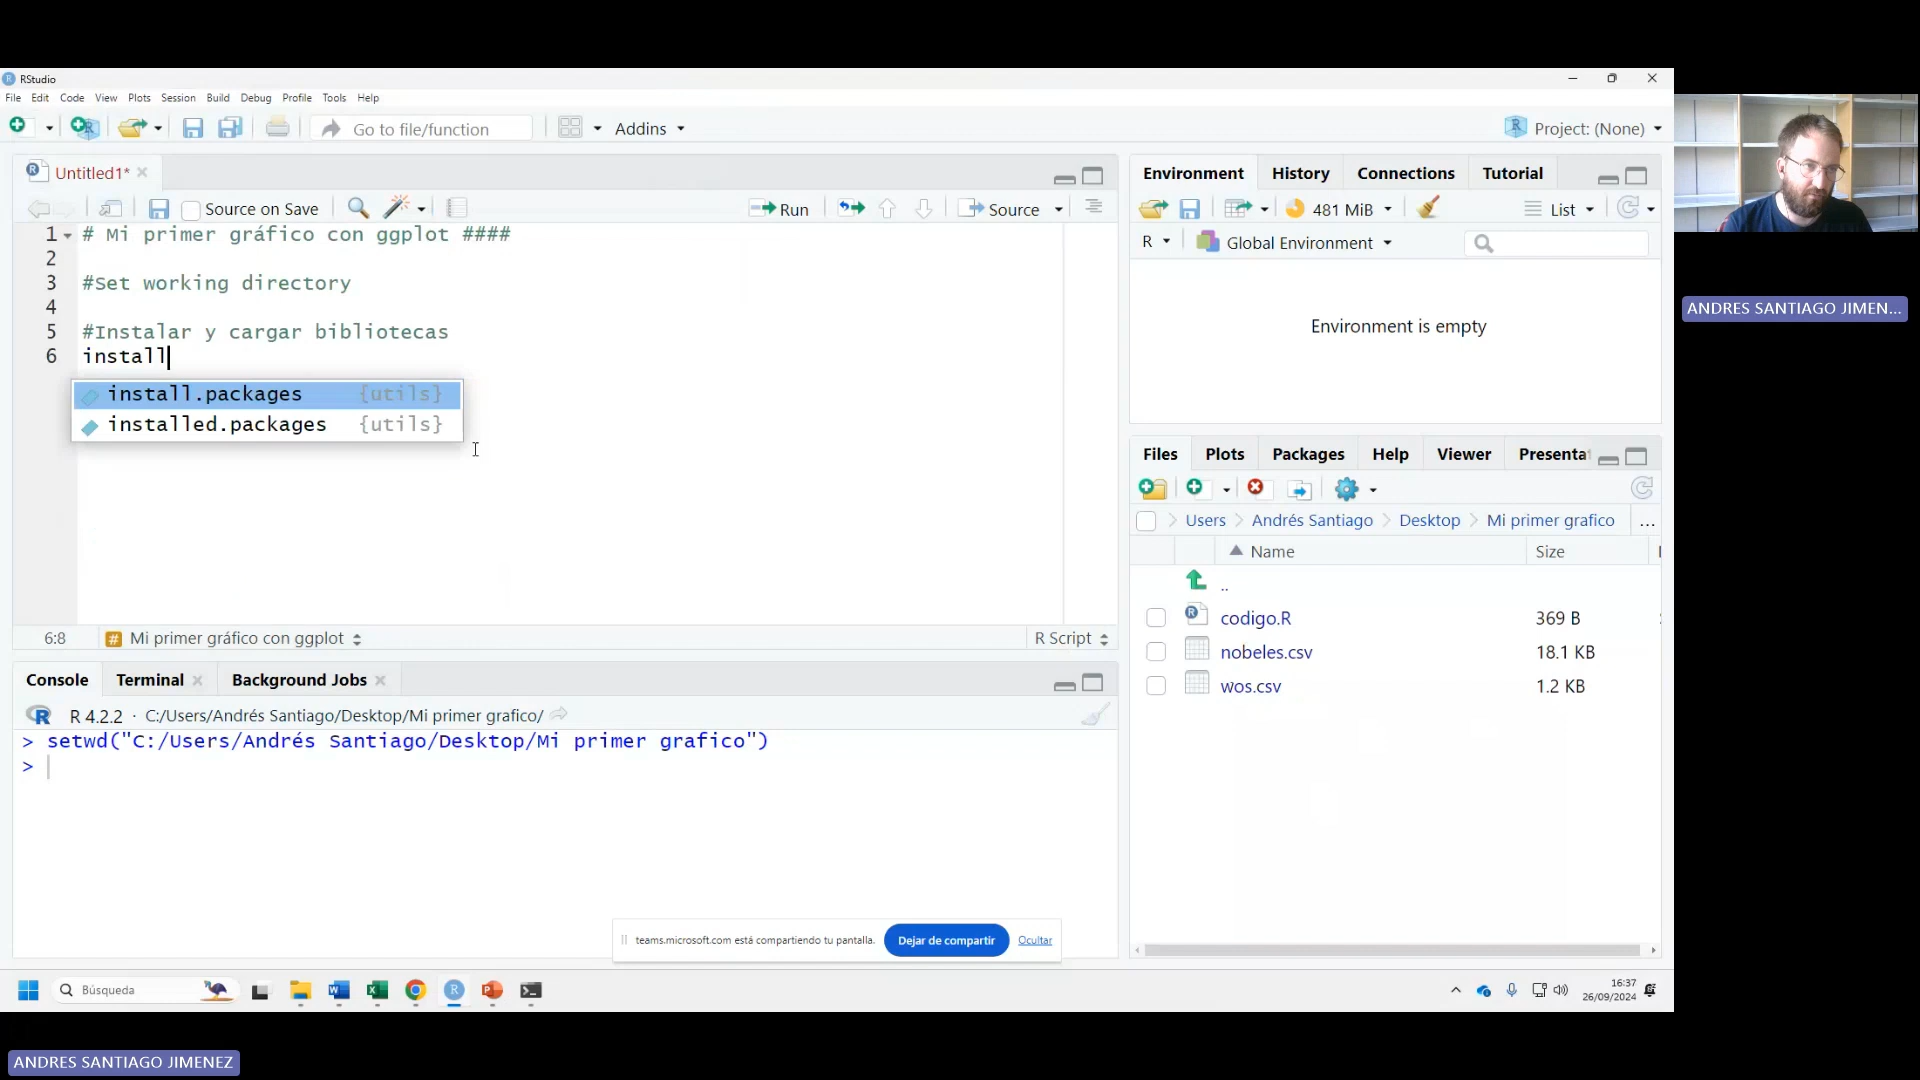 RStudio
File Edit Code View Plots Session Build Debug Profile Tools Help
Go to file/function
Addins
Project: (None)
Untitled1*
Source on Save
Run
Source
1 # Mi primer gráfico con ggplot ####
2
3 #Set working directory
4
5 #Instalar y cargar bibliotecas
6 install
install.packages {utils}
installed.packages {utils}
6:8
# Mi primer gráfico con ggplot
R Script
Console Terminal Background Jobs
R 4.2.2 · C:/Users/Andrés Santiago/Desktop/Mi primer grafico/
> setwd("C:/Users/Andrés Santiago/Desktop/Mi primer grafico")
>
Environment History Connections Tutorial
481 MiB
List
R
Global Environment
Environment is empty
Files Plots Packages Help Viewer Presenta
Users Andrés Santiago Desktop Mi primer grafico ...
Name Size
..
codigo.R 369 B
nobeles.csv 18.1 KB
wos.csv 1.2 KB
teams.microsoft.com está compartiendo tu pantalla. Dejar de compartir Ocultar
Búsqueda
16:37
26/09/2024
ANDRES SANTIAGO JIMEN...
ANDRES SANTIAGO JIMENEZ